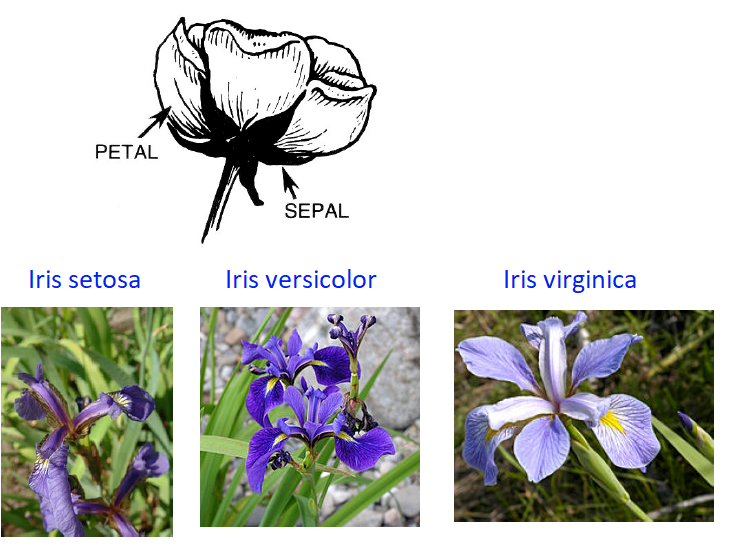 PETAL
SEPAL
Iris setosa
Iris versicolor
Iris virginica